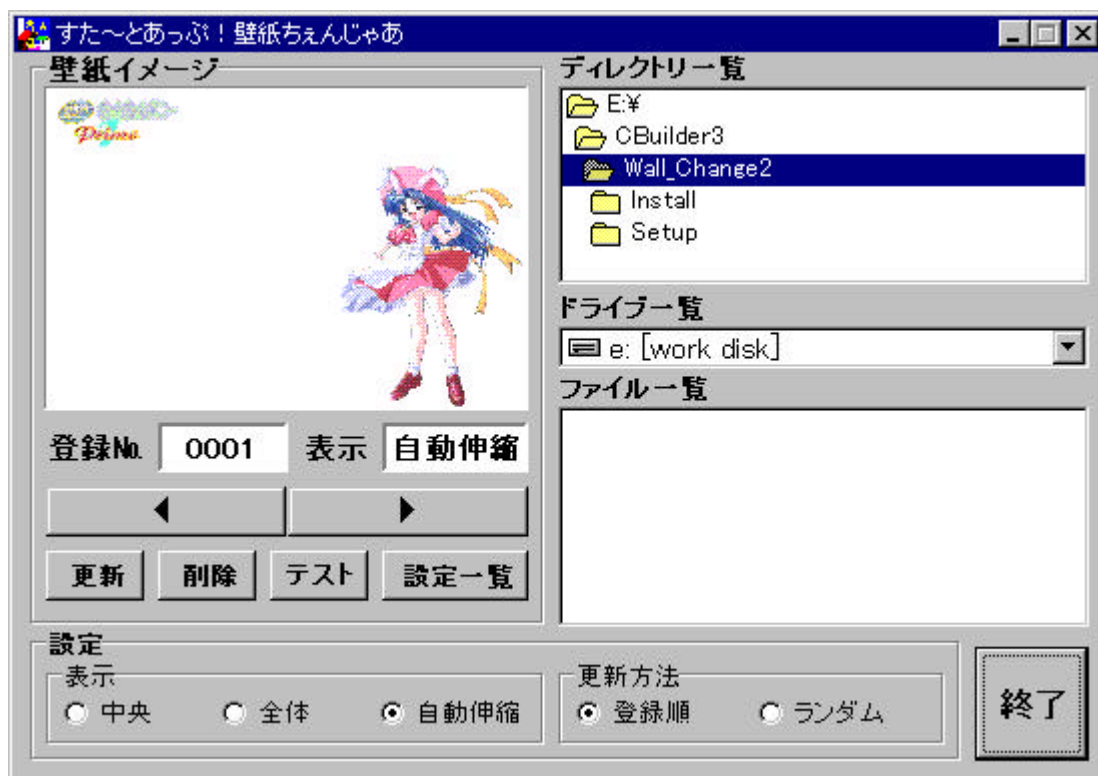 すた～とあっぷ！壁紙ちぇんじゃあ
壁紙イメージ
Prime
登録No.
0001
表示
自動伸縮
更新
削除
テスト
設定一覧
ディレクトリ一覧
E:¥
CBuilder3
Wall_Change2
Install
Setup
ドライブ一覧
e: [work disk]
ファイル一覧
設定
表示
中央
全体
自動伸縮
更新方法
登録順
ランダム
終了